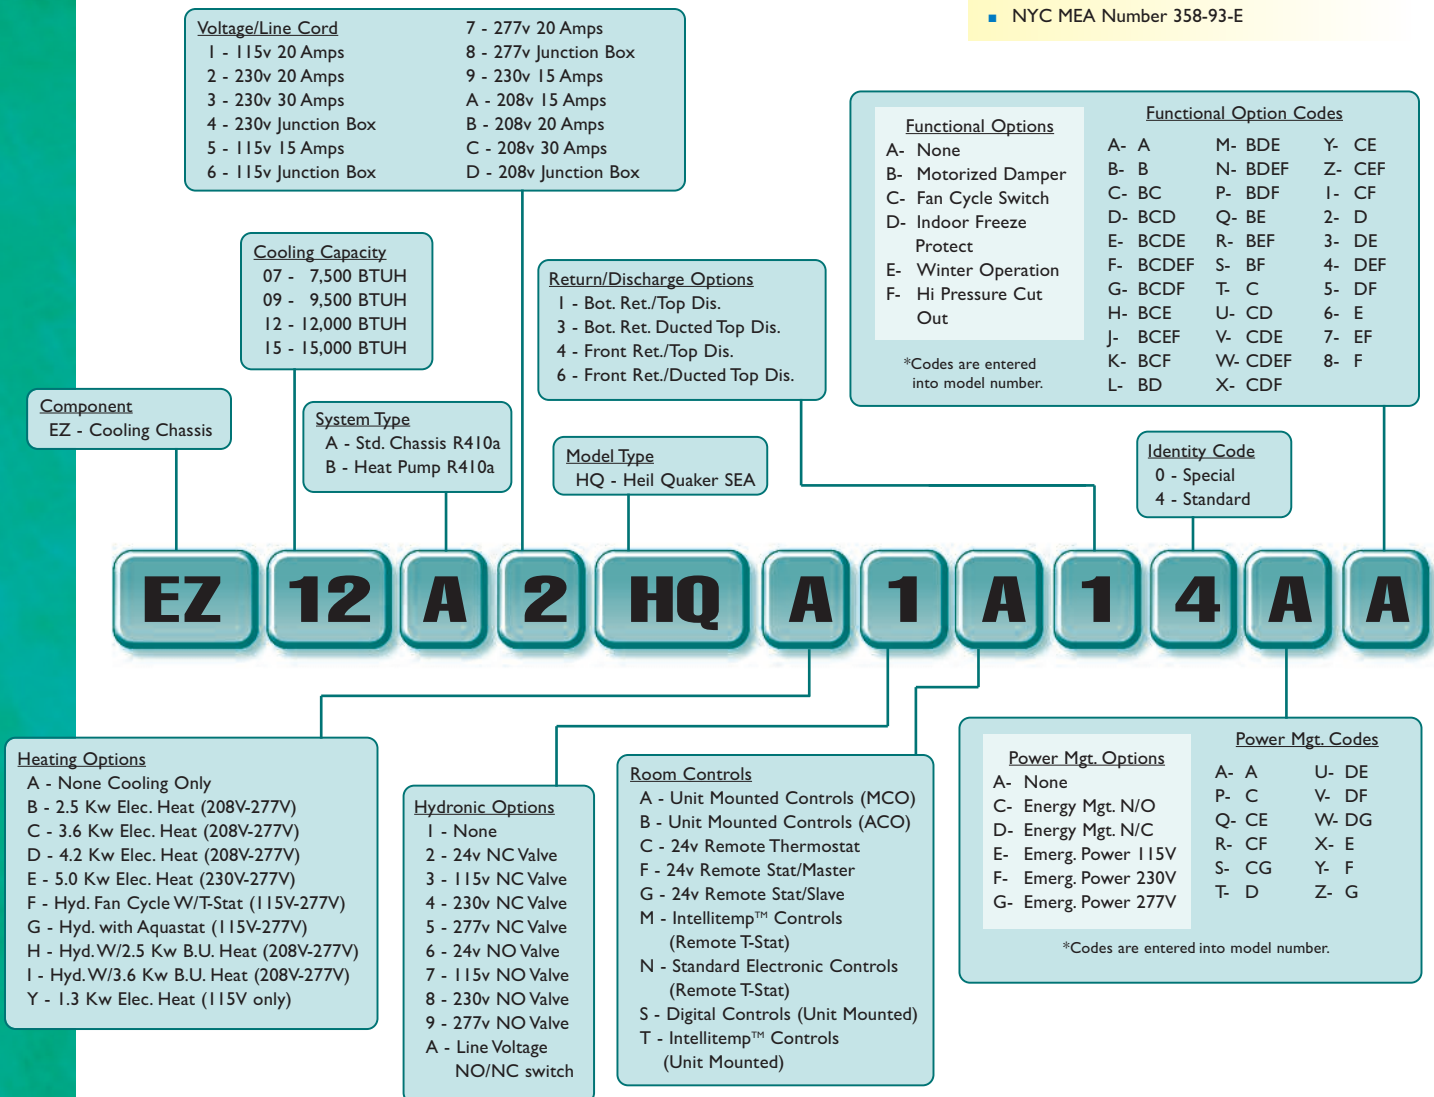 NYC MEA Number 358-93-E
Voltage/Line Cord
1 - 115v 20 Amps
2 - 230v 20 Amps
3 - 230v 30 Amps
4 - 230v Junction Box
5 - 115v 15 Amps
6 - 115v Junction Box
7 - 277v 20 Amps
8 - 277v Junction Box
9 - 230v 15 Amps
A - 208v 15 Amps
B - 208v 20 Amps
C - 208v 30 Amps
D - 208v Junction Box
Functional Options
A- None
B- Motorized Damper
C- Fan Cycle Switch
D- Indoor Freeze
Protect
E- Winter Operation
F- Hi Pressure Cut
Out
*Codes are entered
into model number.
Functional Option Codes
A- A
B- B
C- BC
D- BCD
E- BCDE
F- BCDEF
G- BCDF
H- BCE
J- BCEF
K- BCF
L- BD
M- BDE
N- BDEF
P- BDF
Q- BE
R- BEF
S- BF
T- C
U- CD
V- CDE
W- CDEF
X- CDF
Y- CE
Z- CEF
1- CF
2- D
3- DE
4- DEF
5- DF
6- E
7- EF
8- F
Cooling Capacity
07 - 7,500 BTUH
09 - 9,500 BTUH
12 - 12,000 BTUH
15 - 15,000 BTUH
Return/Discharge Options
1 - Bot. Ret./Top Dis.
3 - Bot. Ret. Ducted Top Dis.
4 - Front Ret./Top Dis.
6 - Front Ret./Ducted Top Dis.
Component
EZ - Cooling Chassis
System Type
A - Std. Chassis R410a
B - Heat Pump R410a
Model Type
HQ - Heil Quaker SEA
Identity Code
0 - Special
4 - Standard
EZ 12 A 2 HQ A 1 A 1 4 A A
Heating Options
A - None Cooling Only
B - 2.5 Kw Elec. Heat (208V-277V)
C - 3.6 Kw Elec. Heat (208V-277V)
D - 4.2 Kw Elec. Heat (208V-277V)
E - 5.0 Kw Elec. Heat (230V-277V)
F - Hyd. Fan Cycle W/T-Stat (115V-277V)
G - Hyd. with Aquastat (115V-277V)
H - Hyd. W/2.5 Kw B.U. Heat (208V-277V)
I - Hyd. W/3.6 Kw B.U. Heat (208V-277V)
Y - 1.3 Kw Elec. Heat (115V only)
Hydronic Options
1 - None
2 - 24v NC Valve
3 - 115v NC Valve
4 - 230v NC Valve
5 - 277v NC Valve
6 - 24v NO Valve
7 - 115v NO Valve
8 - 230v NO Valve
9 - 277v NO Valve
A - Line Voltage
NO/NC switch
Room Controls
A - Unit Mounted Controls (MCO)
B - Unit Mounted Controls (ACO)
C - 24v Remote Thermostat
F - 24v Remote Stat/Master
G - 24v Remote Stat/Slave
M - Intellitemp™ Controls
(Remote T-Stat)
N - Standard Electronic Controls
(Remote T-Stat)
S - Digital Controls (Unit Mounted)
T - Intellitemp™ Controls
(Unit Mounted)
Power Mgt. Options
A- None
C- Energy Mgt. N/O
D- Energy Mgt. N/C
E- Emerg. Power 115V
F- Emerg. Power 230V
G- Emerg. Power 277V
Power Mgt. Codes
A- A
P- C
Q- CE
R- CF
S- CG
T- D
U- DE
V- DF
W- DG
X- E
Y- F
Z- G
*Codes are entered into model number.